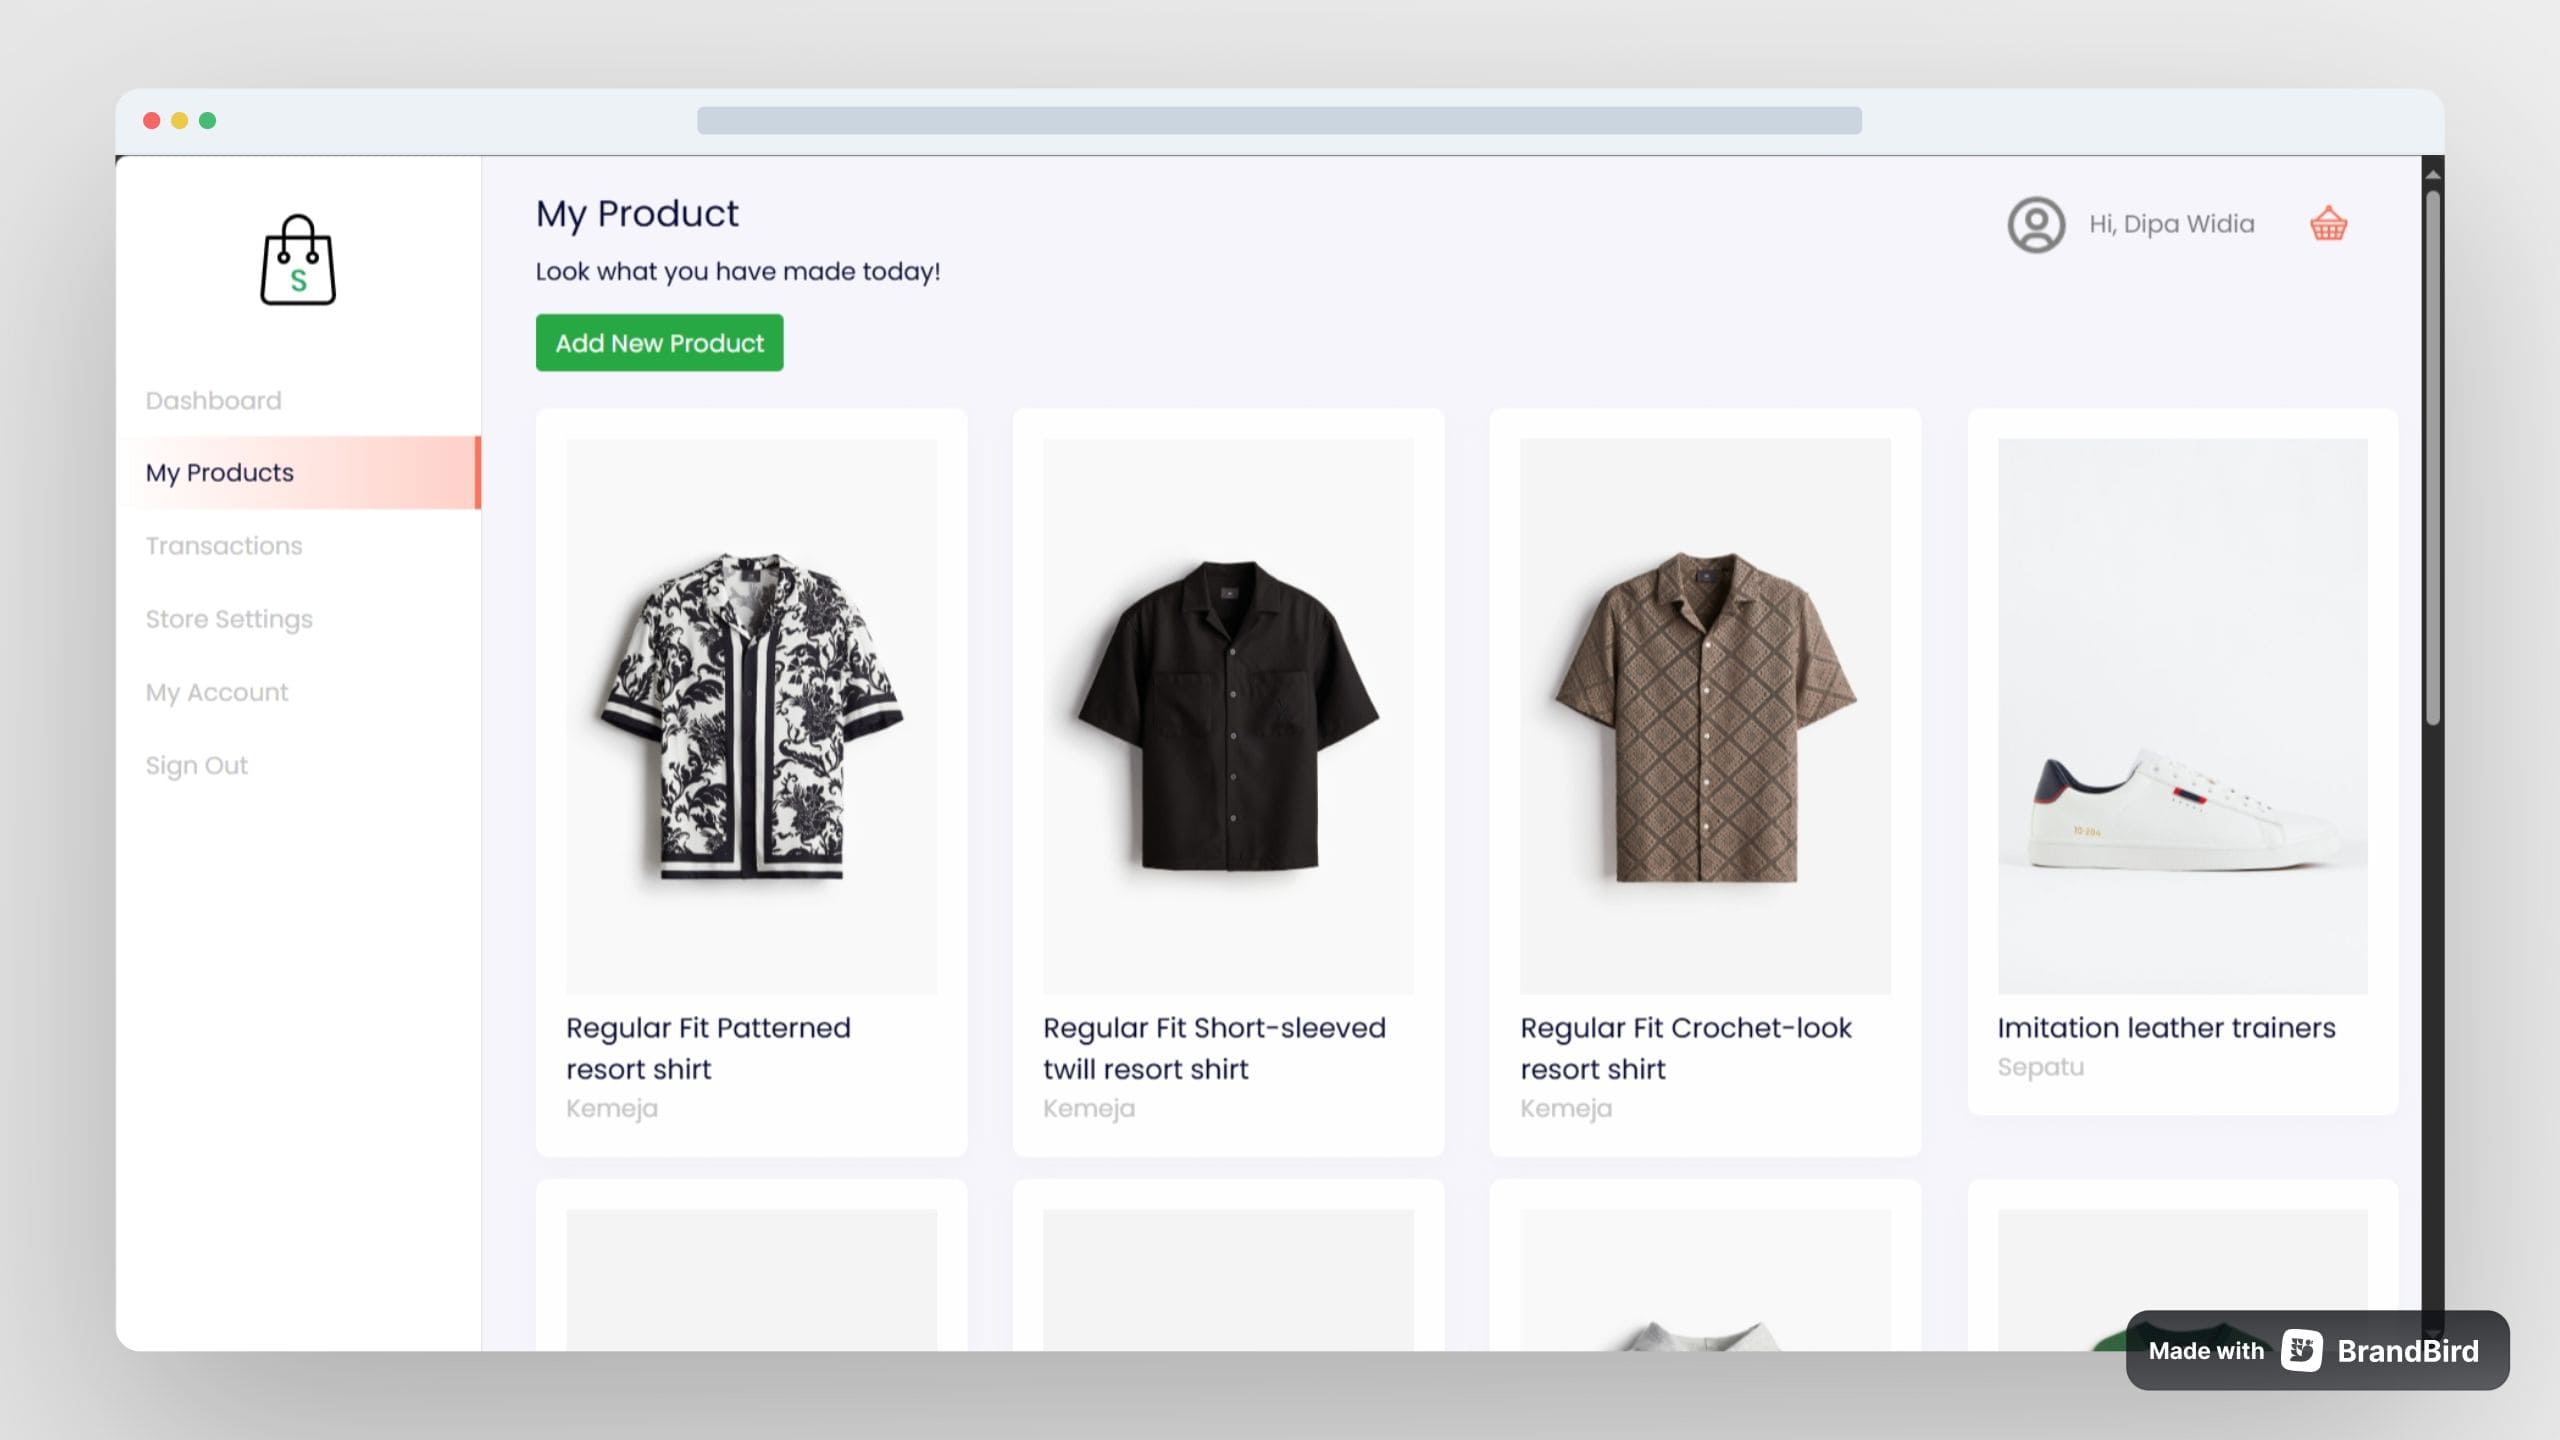 S
Dashboard
My Products
Transactions
Store Settings
My Account
Sign Out
My Product
Look what you have made today!
Add New Product
Hi, Dipa Widia
Regular Fit Patterned
resort shirt
Kemeja
Regular Fit Short-sleeved
twill resort shirt
Kemeja
Regular Fit Crochet-look
resort shirt
Kemeja
10-204
Imitation leather trainers
Sepatu
Made with BrandBird